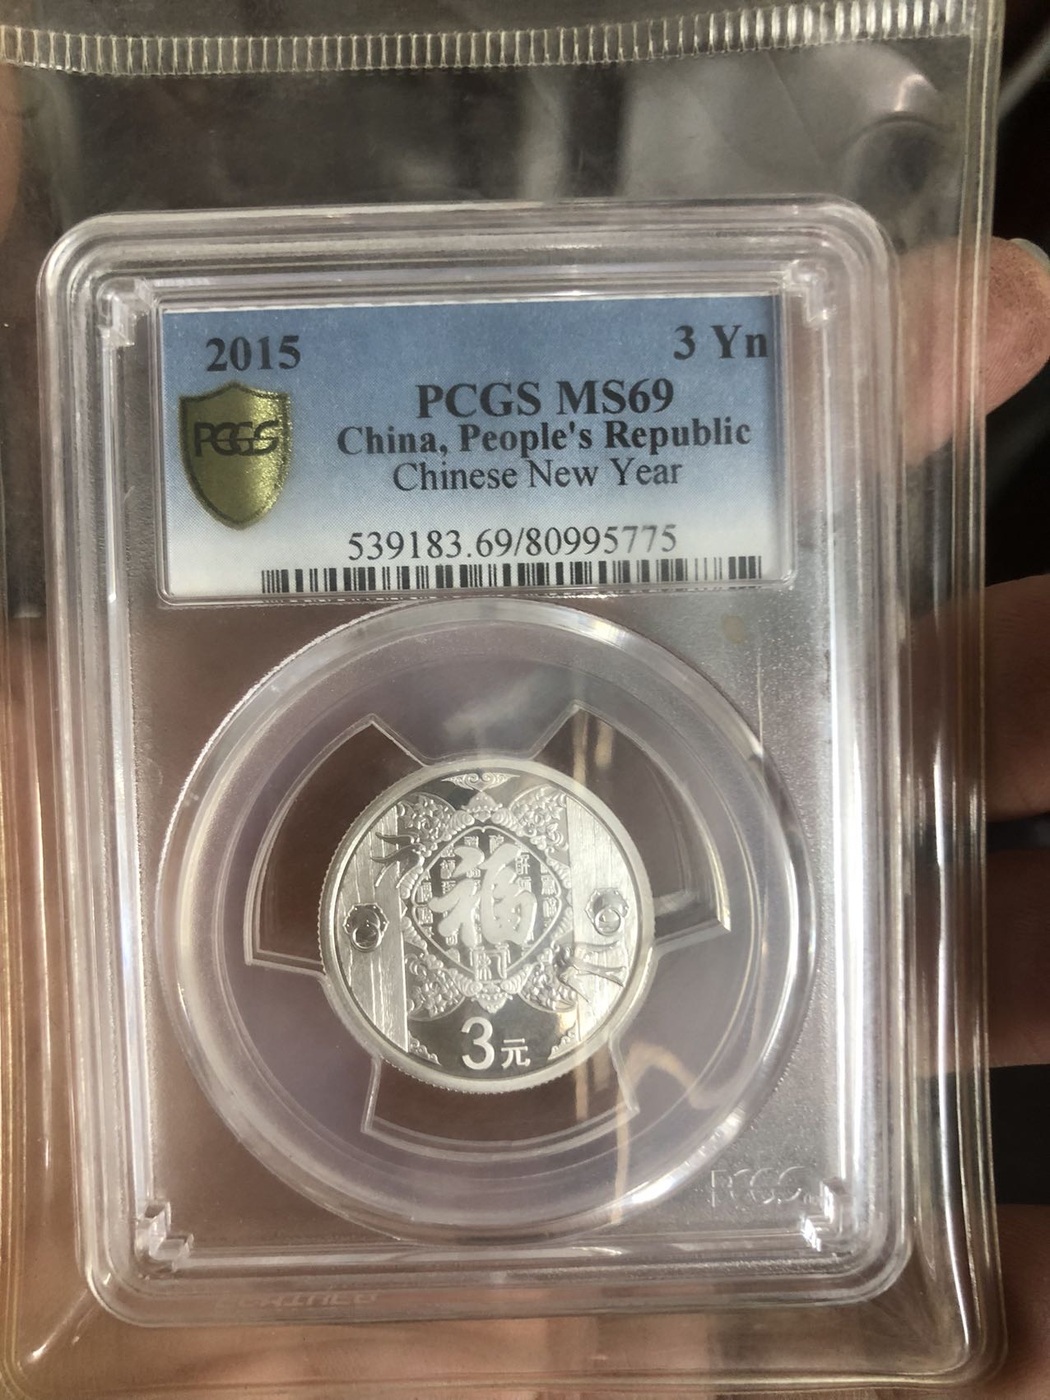 2015
3 Yn
PCGS MS69
PCGS
China, People's Republic
Chinese New Year
539183.69/80995775
福
3元
PCGS